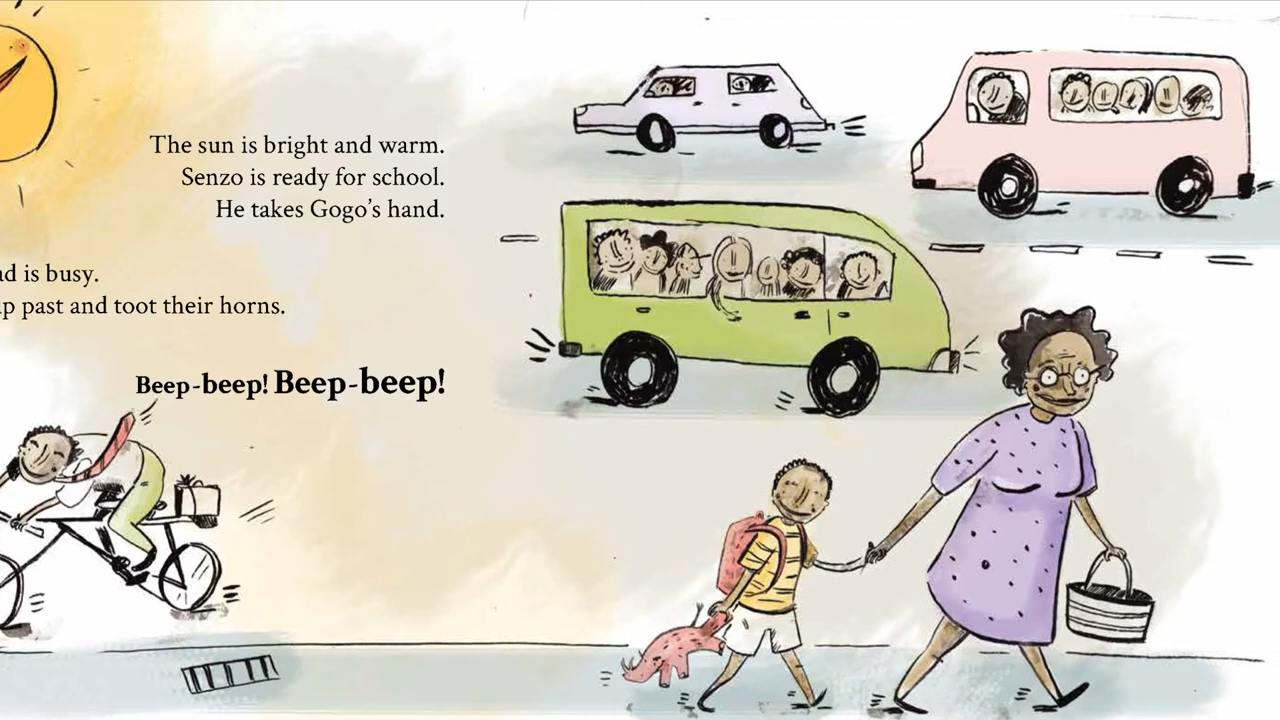 The sun is bright and warm.
Senzo is ready for school.
He takes Gogo’s hand.
is busy.
past and toot their horns.
Beep-beep! Beep-beep!